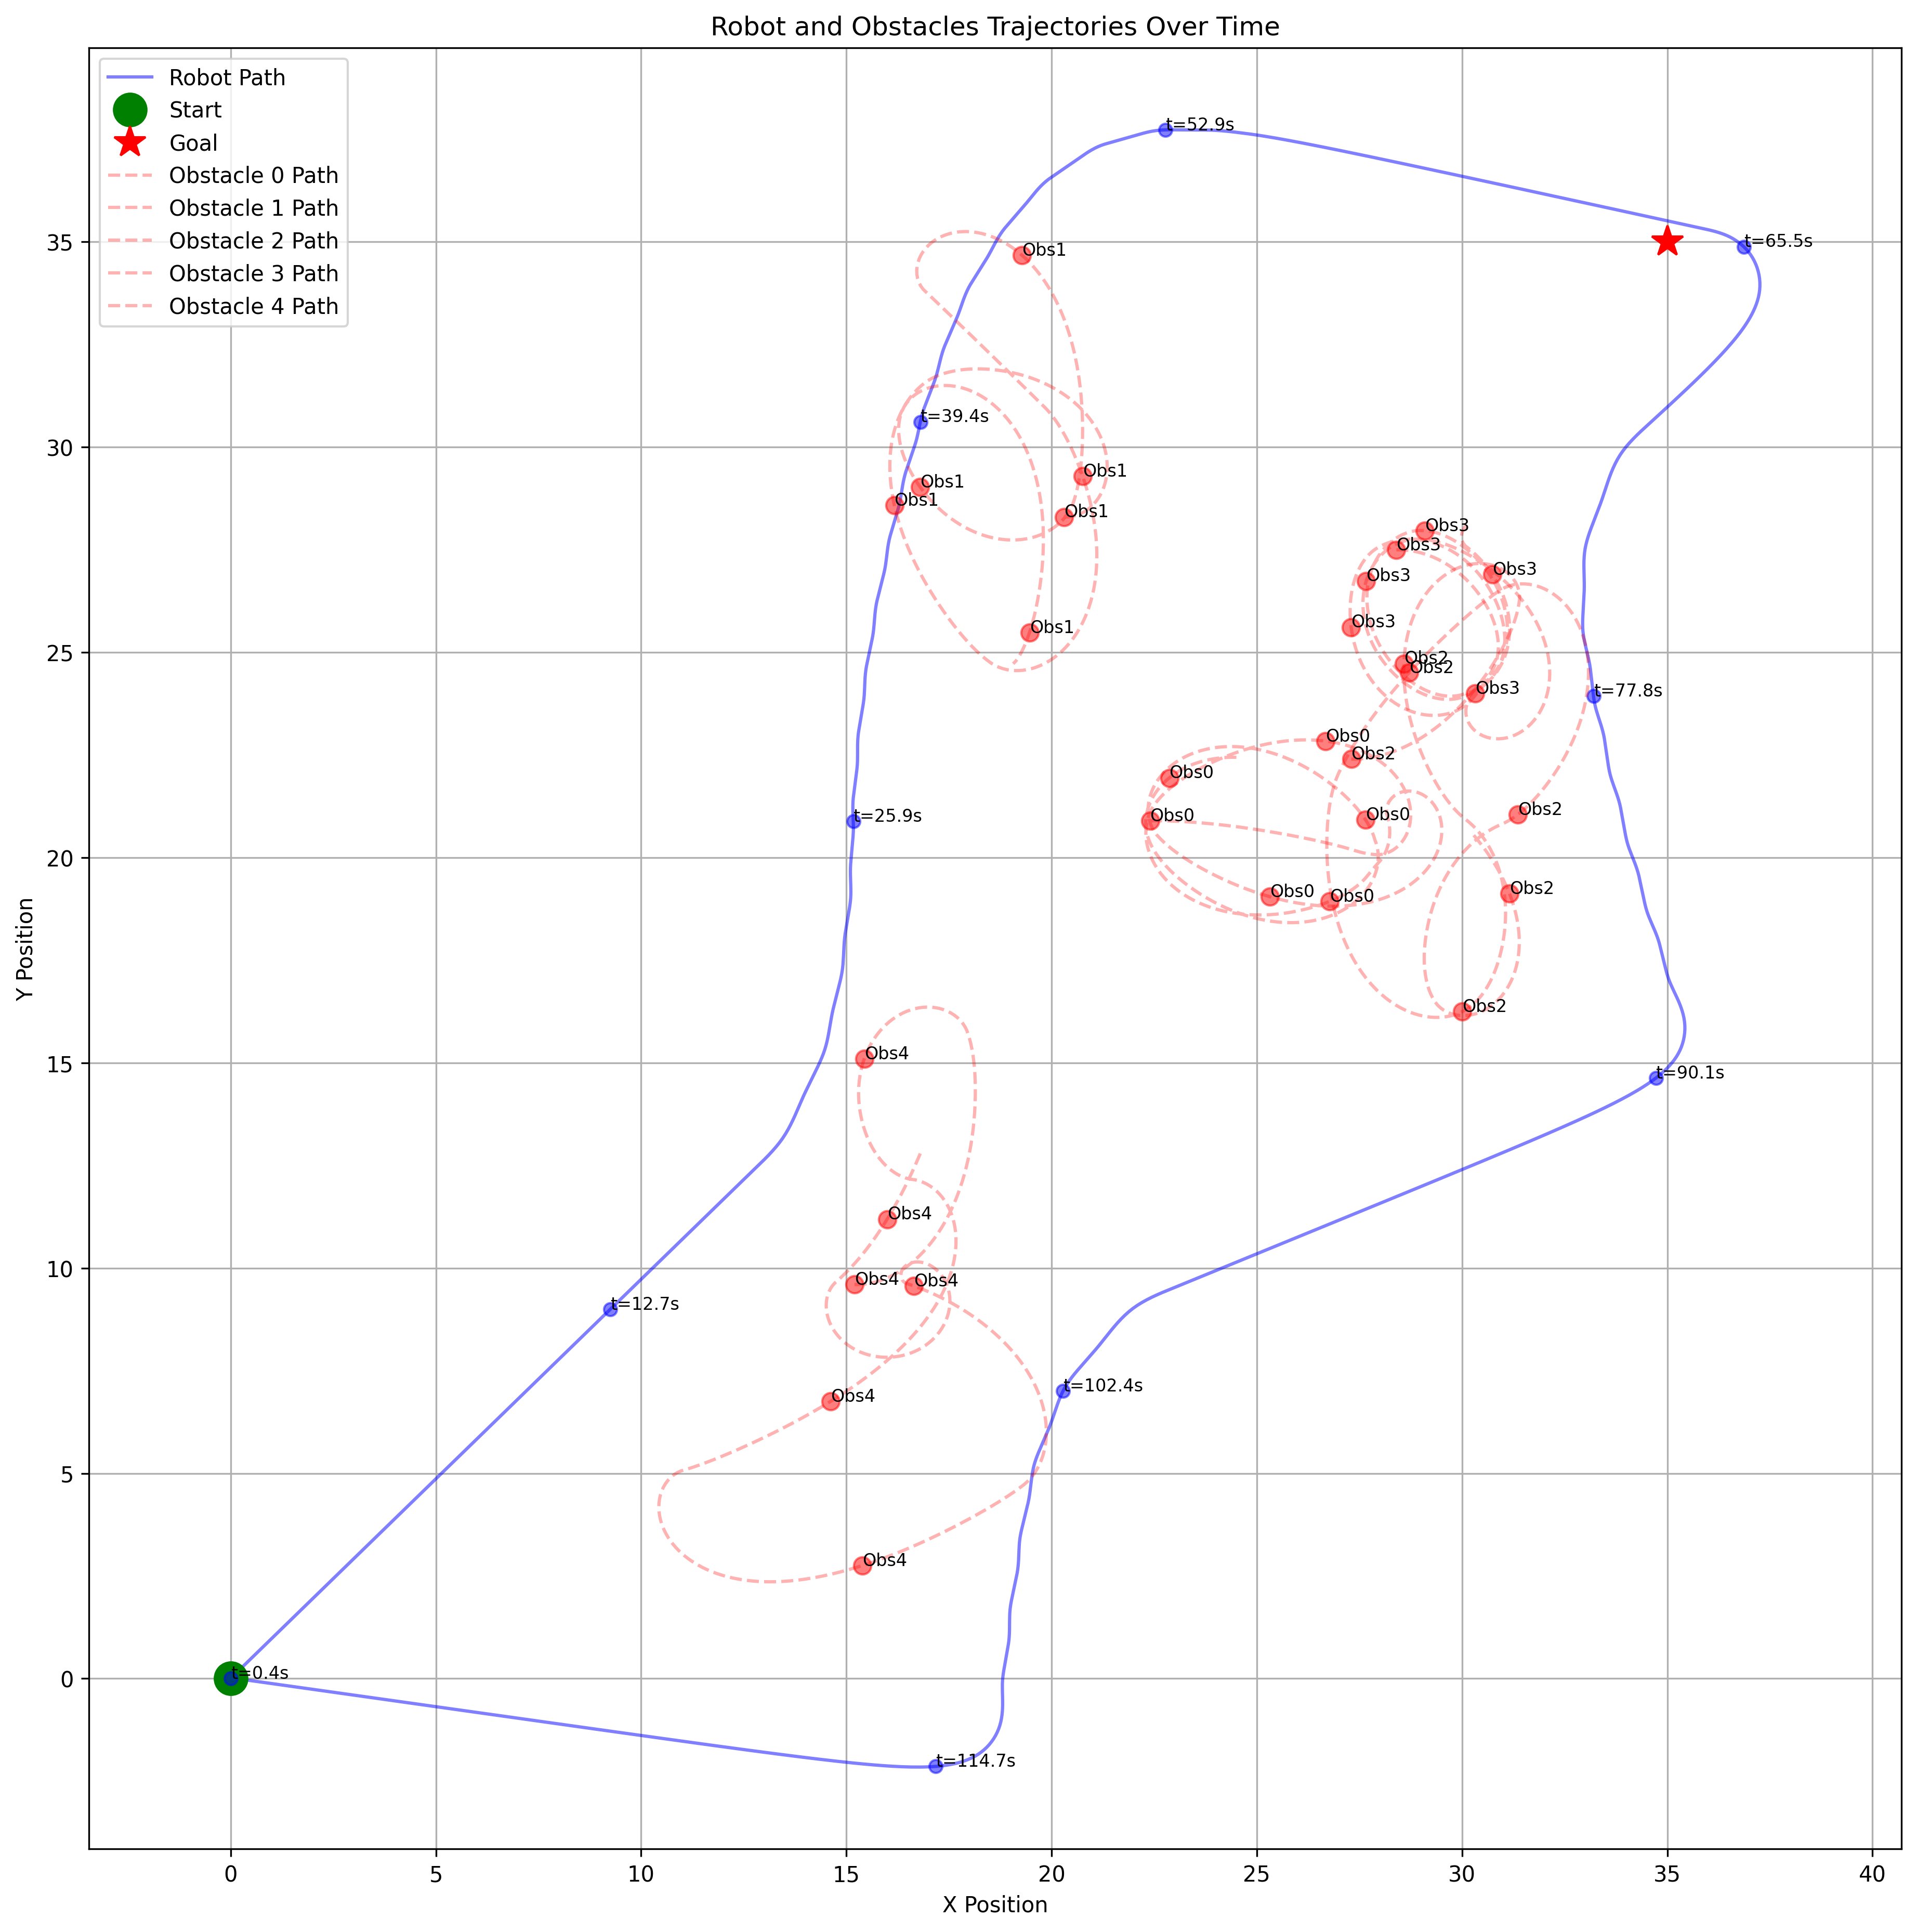 Robot and Obstacles Trajectories Over Time
Robot Path
Start
Goal
Obstacle 0 Path
Obstacle 1 Path
Obstacle 2 Path
Obstacle 3 Path
Obstacle 4 Path
t=52.9s
t=65.5s
Obs1
t=39.4s
Obs1
Obs1
Obs1
Obs1
Obs1
Obs3
Obs3
Obs3
Obs3
Obs3
Obs2
Obs2
Obs3
t=77.8s
Obs0
Obs2
Obs0
Obs0
Obs0
Obs2
t=25.9s
Obs2
Obs0
Obs0
Obs2
Obs4
t=90.1s
Obs4
Obs4
Obs4
t=12.7s
t=102.4s
Obs4
Obs4
t=0.4s
t=114.7s
Y Position
35
30
25
20
15
10
5
0
0 5 10 15 20 25 30 35 40
X Position